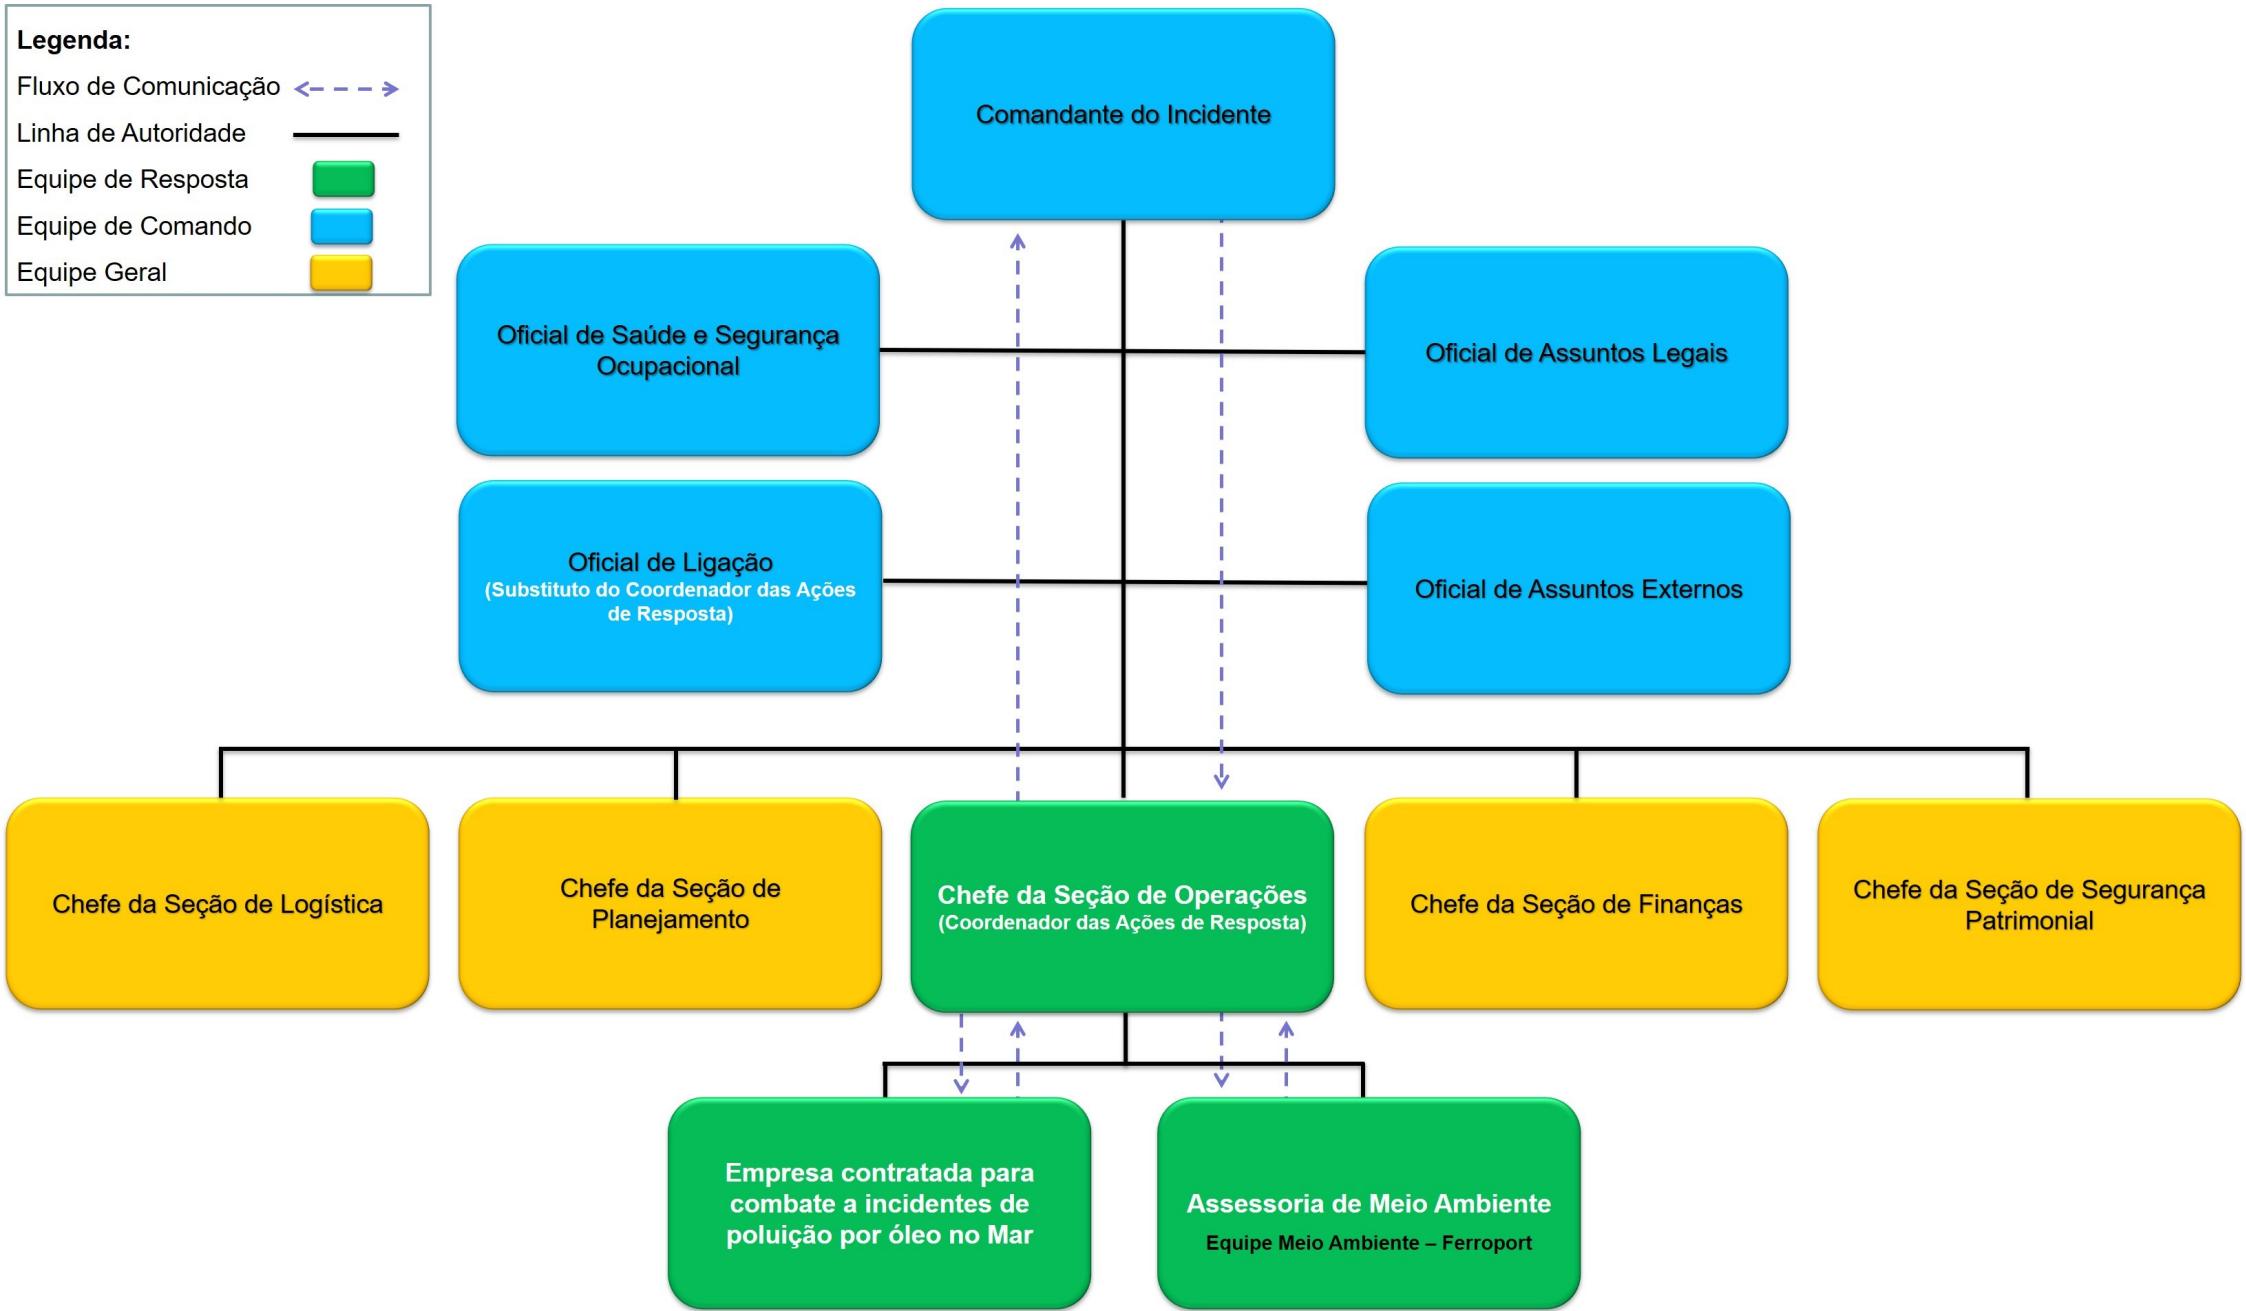 Legenda:
Fluxo de Comunicação
Linha de Autoridade
Equipe de Resposta
Equipe de Comando
Equipe Geral
Comandante do Incidente
Oficial de Saúde e Segurança
Ocupacional
Oficial de Assuntos Legais
Oficial de Ligação
(Substituto do Coordenador das Ações
de Resposta)
Oficial de Assuntos Externos
Chefe da Seção de Logística
Chefe da Seção de
Planejamento
Chefe da Seção de Operações
(Coordenador das Ações de Resposta)
Chefe da Seção de Finanças
Chefe da Seção de Segurança
Patrimonial
Empresa contratada para
combate a incidentes de
poluição por óleo no Mar
Assessoria de Meio Ambiente
Equipe Meio Ambiente – Ferroport